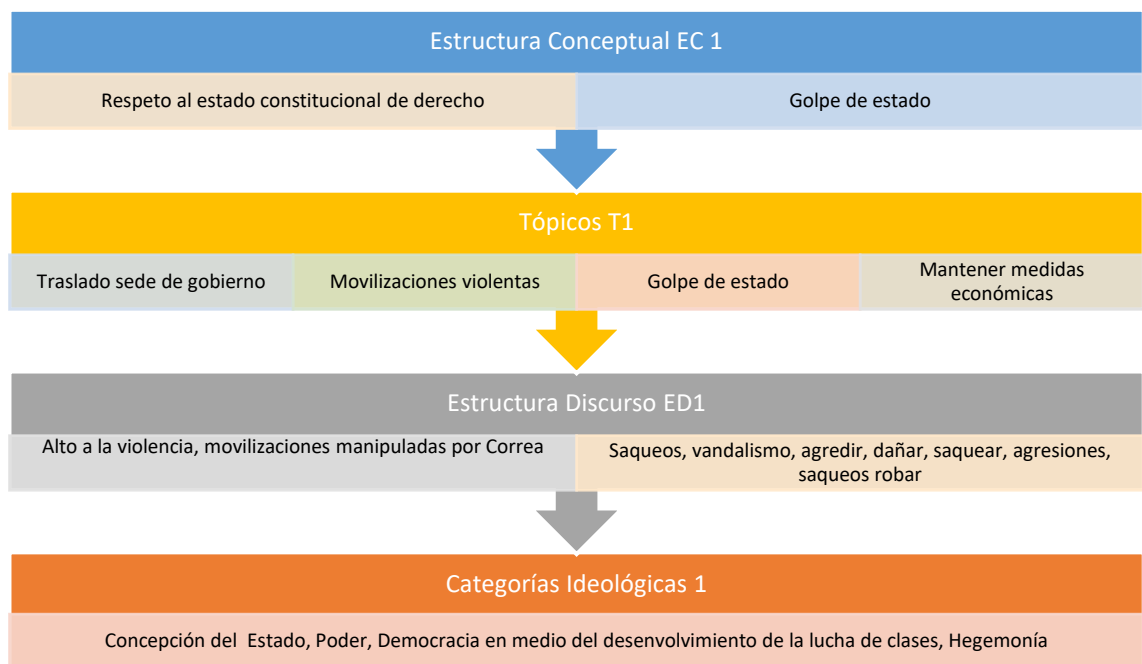 Estructura Conceptual EC 1
Respeto al estado constitucional de derecho
Golpe de estado
Tópicos T1
Traslado sede de gobierno
Movilizaciones violentas
Golpe de estado
Mantener medidas
económicas
Estructura Discurso ED1
Alto a la violencia, movilizaciones manipuladas por Correa
Saqueos, vandalismo, agredir, dañar, saquear, agresiones,
saqueos robar
Categorías Ideológicas 1
Concepción del Estado, Poder, Democracia en medio del desenvolvimiento de la lucha de clases, Hegemonía